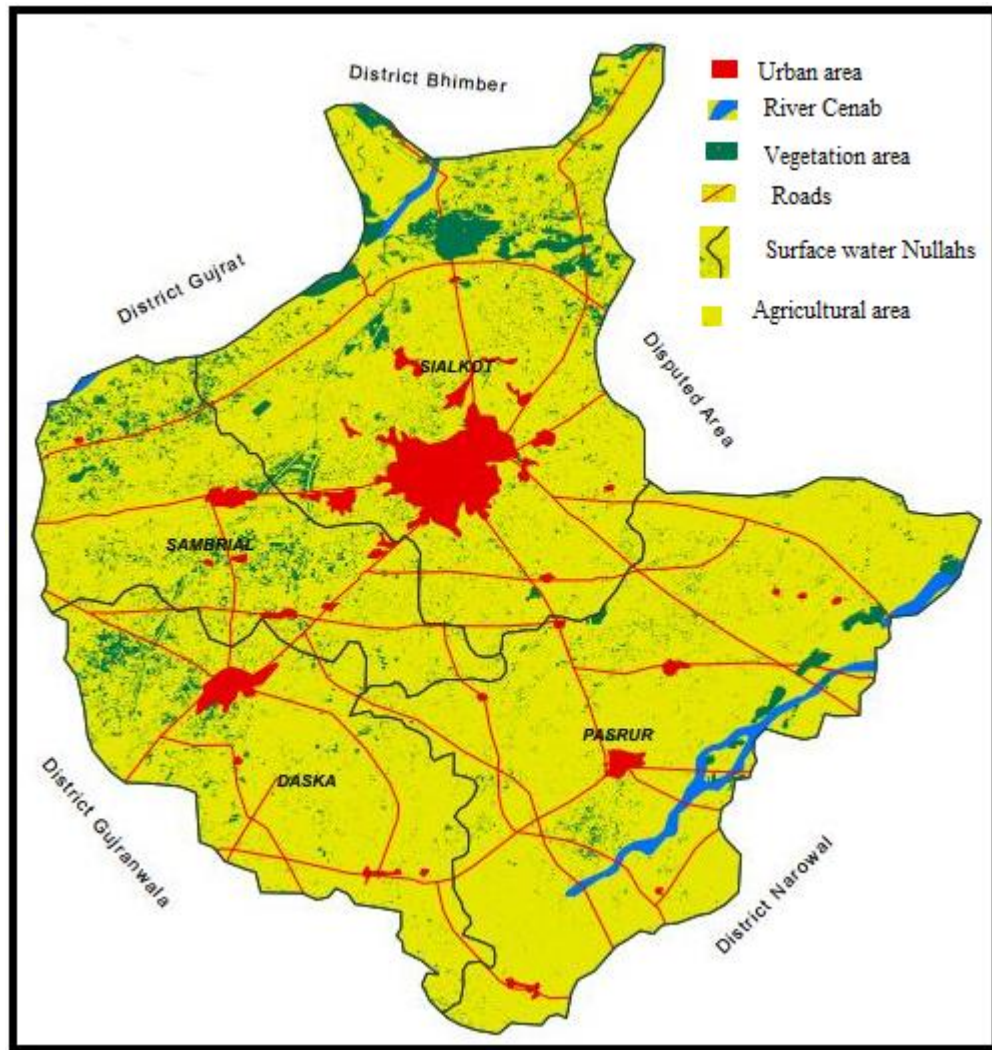 District Bhimber
Urban area
River Cenab
Vegetation area
Roads
Surface water Nullahs
Agricultural area
District Gujrat
Disputed Area
SIALKOT
SAMBRIAL
PASRUR
DASKA
District Gujranwala
District Narowal